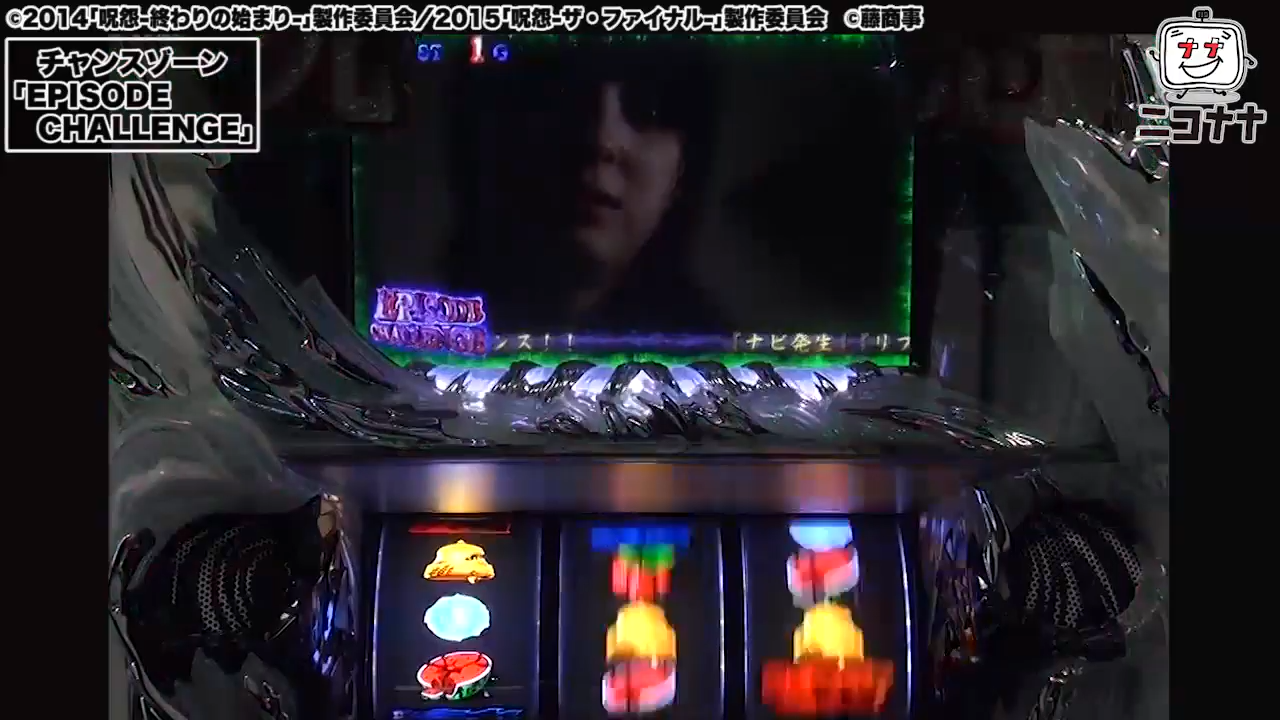 ©2014「呪怨-終わりの始まり-」製作委員会／2015「呪怨-ザ・ファイナル-」製作委員会　©藤商事
チャンスゾーン
「EPISODE
CHALLENGE」
ニコナナ
ST 1 G
EPISODE
CHALLENGE
ンス！！　「ナビ発生」「リプ